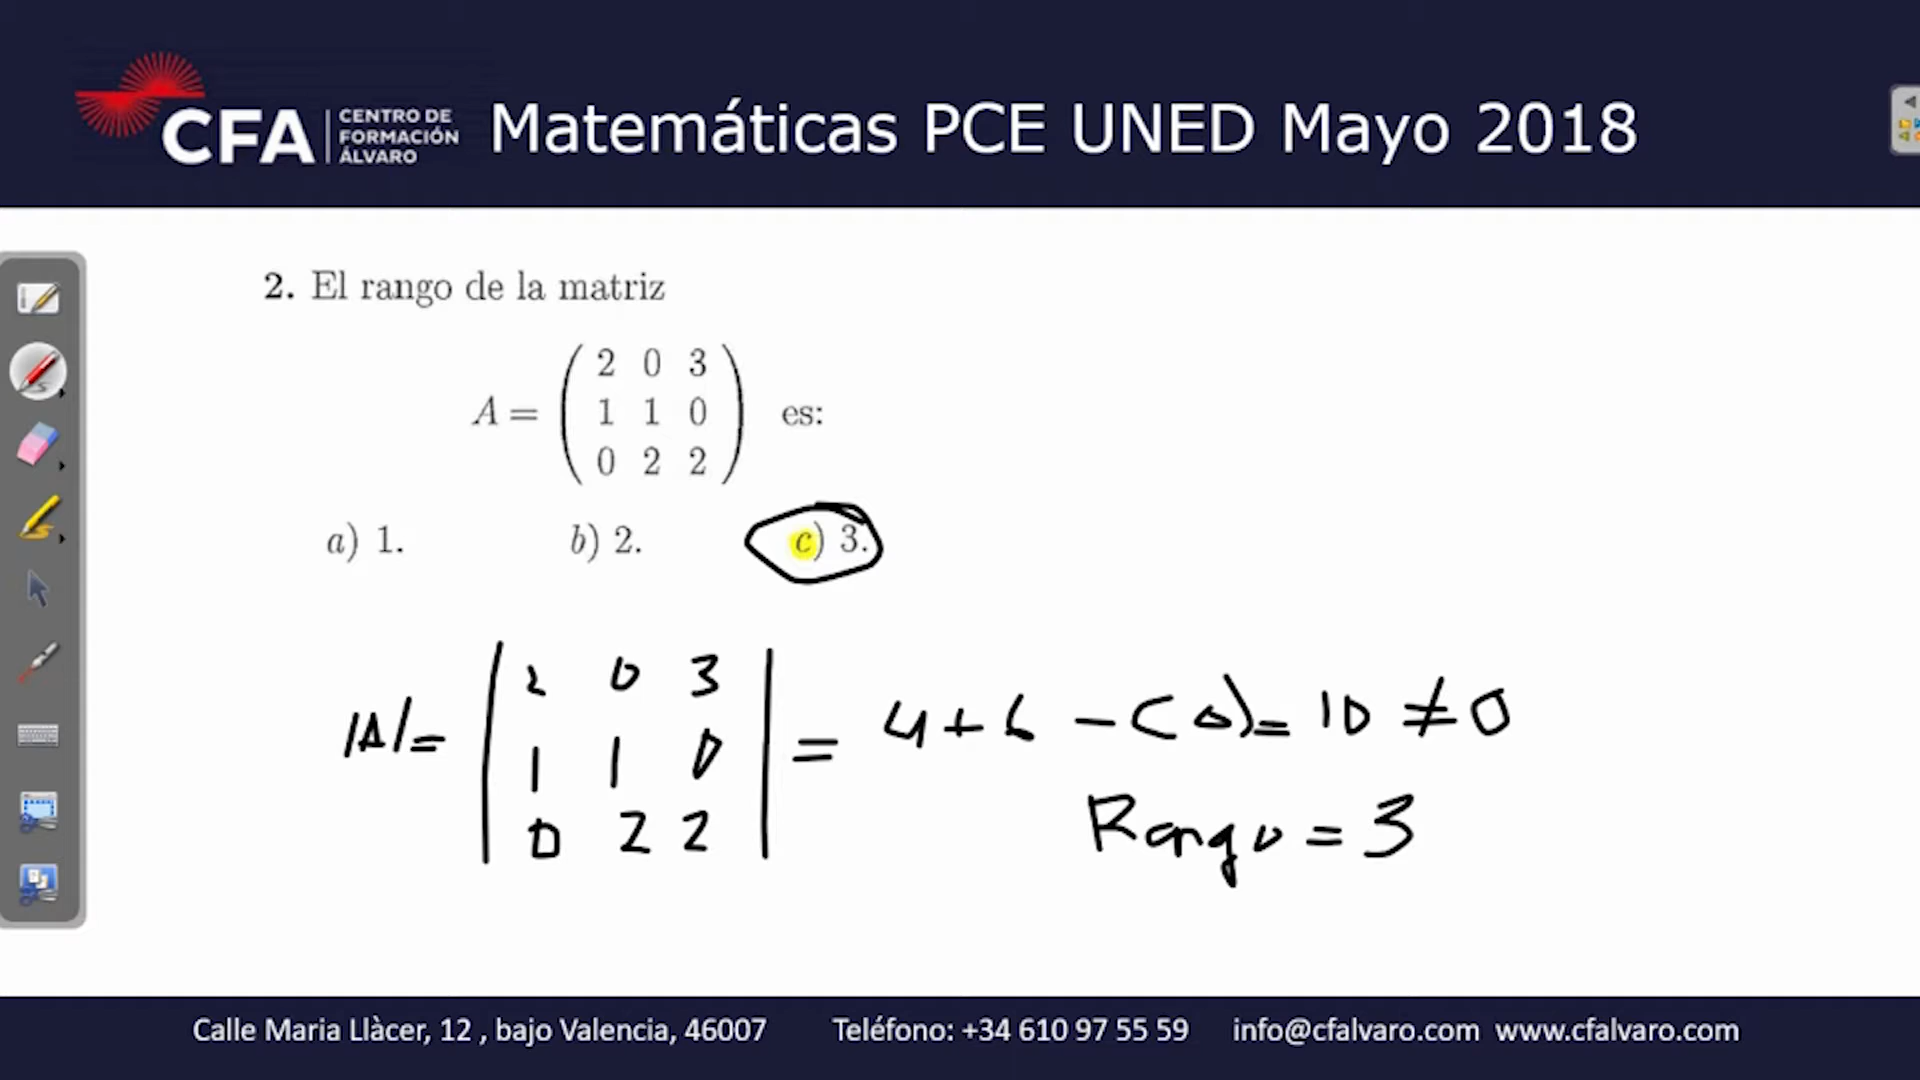 CFA
CENTRO DE
FORMACIÓN
ÁLVARO
Matemáticas PCE UNED Mayo 2018
2. El rango de la matriz
2 0 3
A = 1 1 0 es:
0 2 2
a) 1. b) 2. c) 3.
2 0 3
|A| = 1 1 0 = 4 + 6 - (0) = 10 ≠ 0
0 2 2
Rango = 3
Calle Maria Llàcer, 12 , bajo Valencia, 46007 Teléfono: +34 610 97 55 59 info@cfalvaro.com www.cfalvaro.com